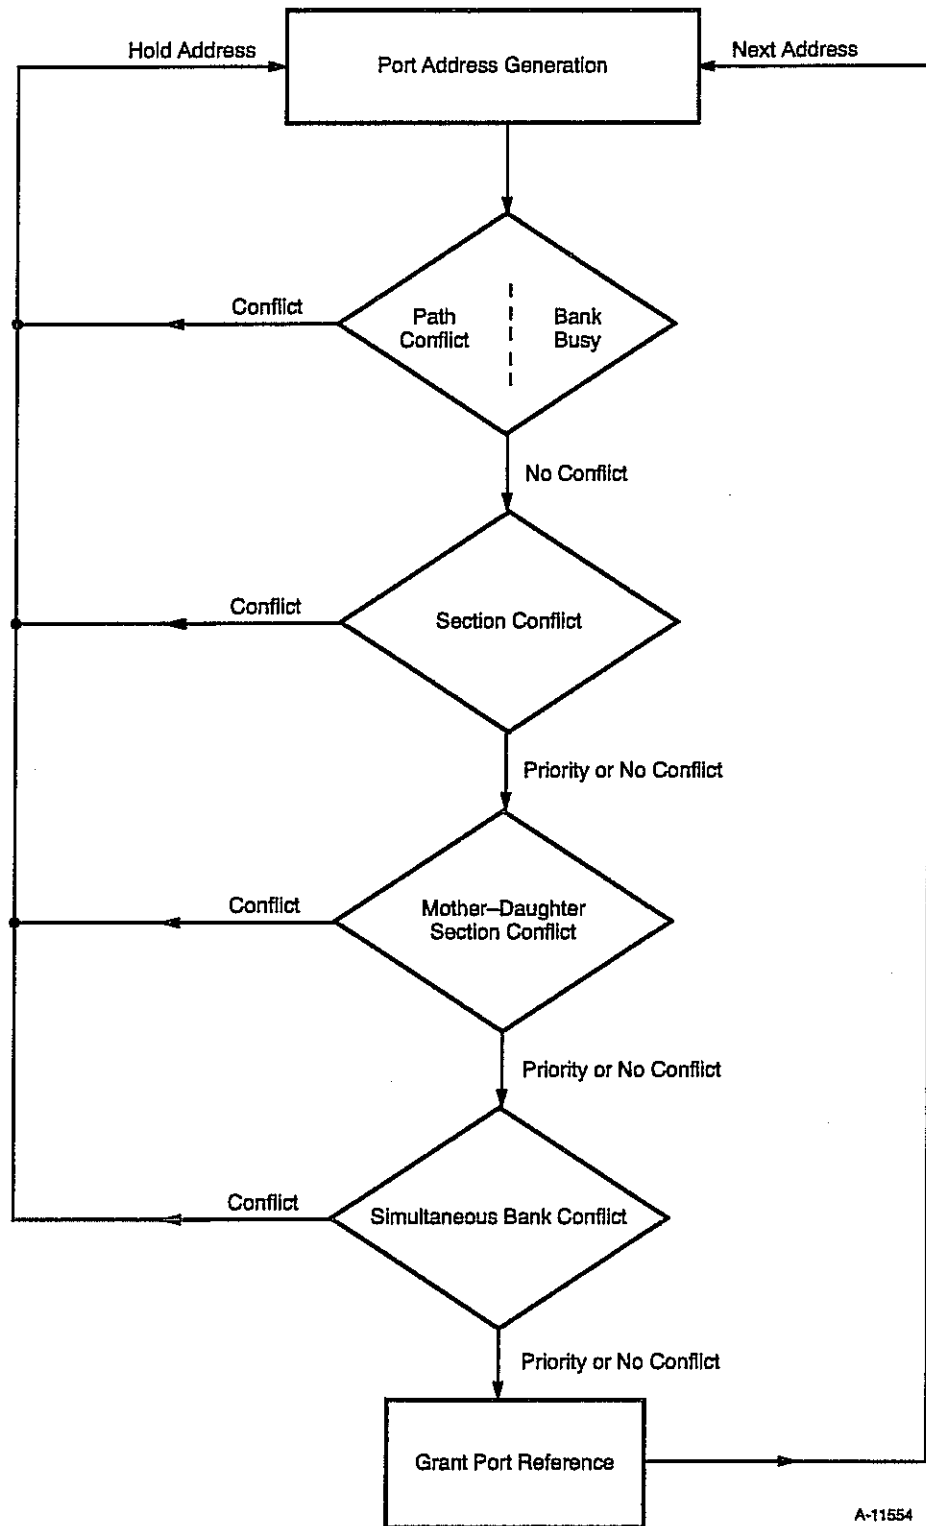 Hold Address
Port Address Generation
Next Address
Conflict
Path
Conflict
Bank
Busy
No Conflict
Conflict
Section Conflict
Priority or No Conflict
Conflict
Mother–Daughter
Section Conflict
Priority or No Conflict
Conflict
Simultaneous Bank Conflict
Priority or No Conflict
Grant Port Reference
A-11554